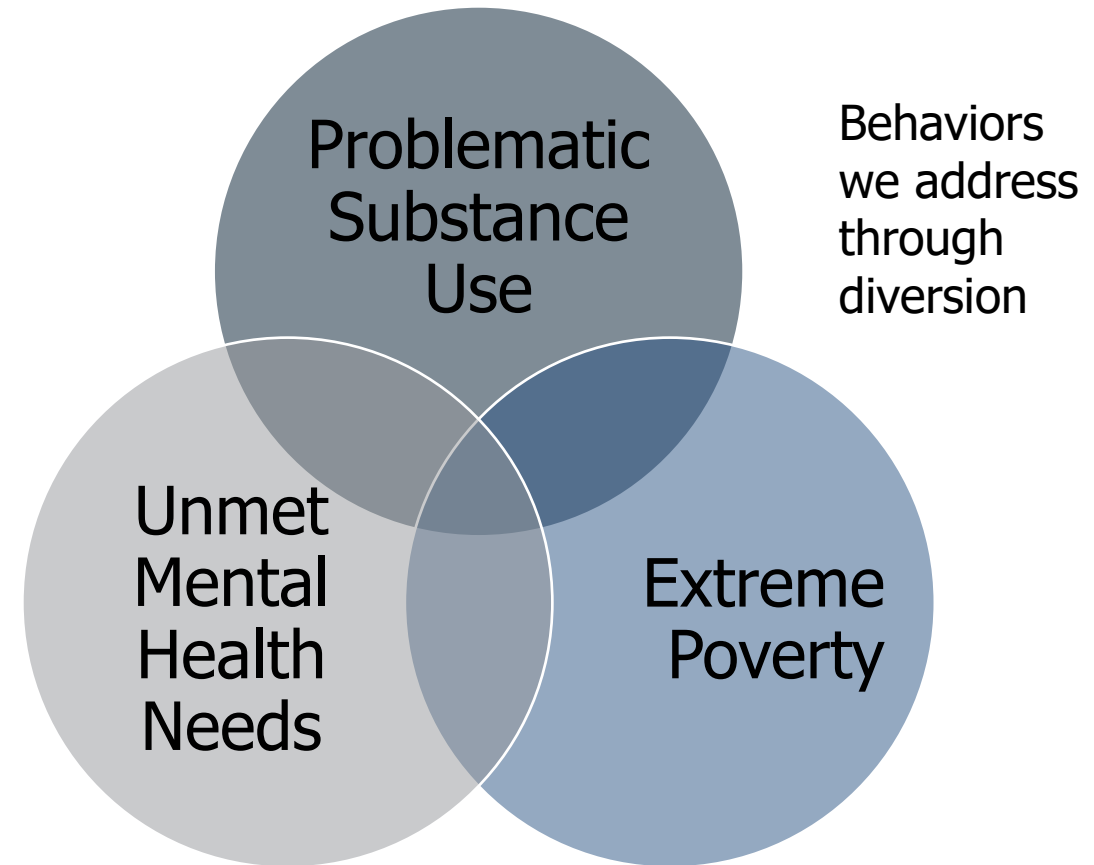 Problematic
Substance
Use
Behaviors
we address
through
diversion
Unmet
Mental
Health
Needs
Extreme
Poverty